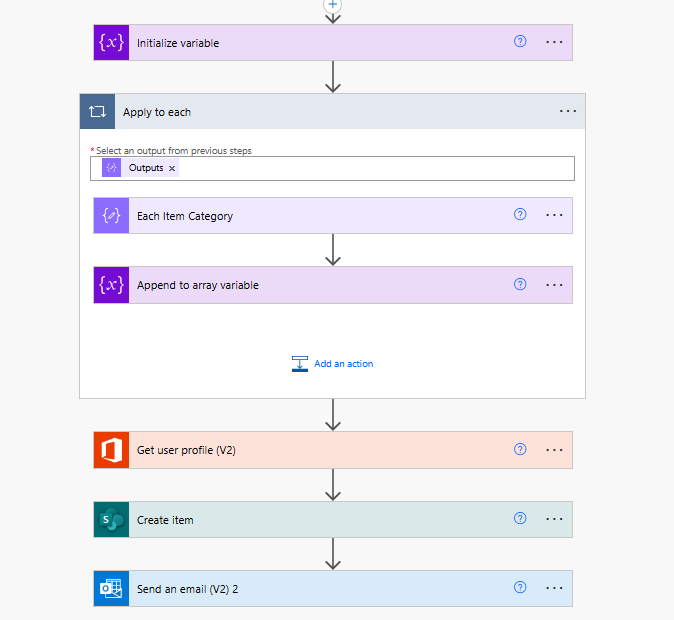 {x} Initialize variable
Apply to each
* Select an output from previous steps
Outputs ×
Each Item Category
{x} Append to array variable
Add an action
Get user profile (V2)
S Create item
Send an email (V2) 2